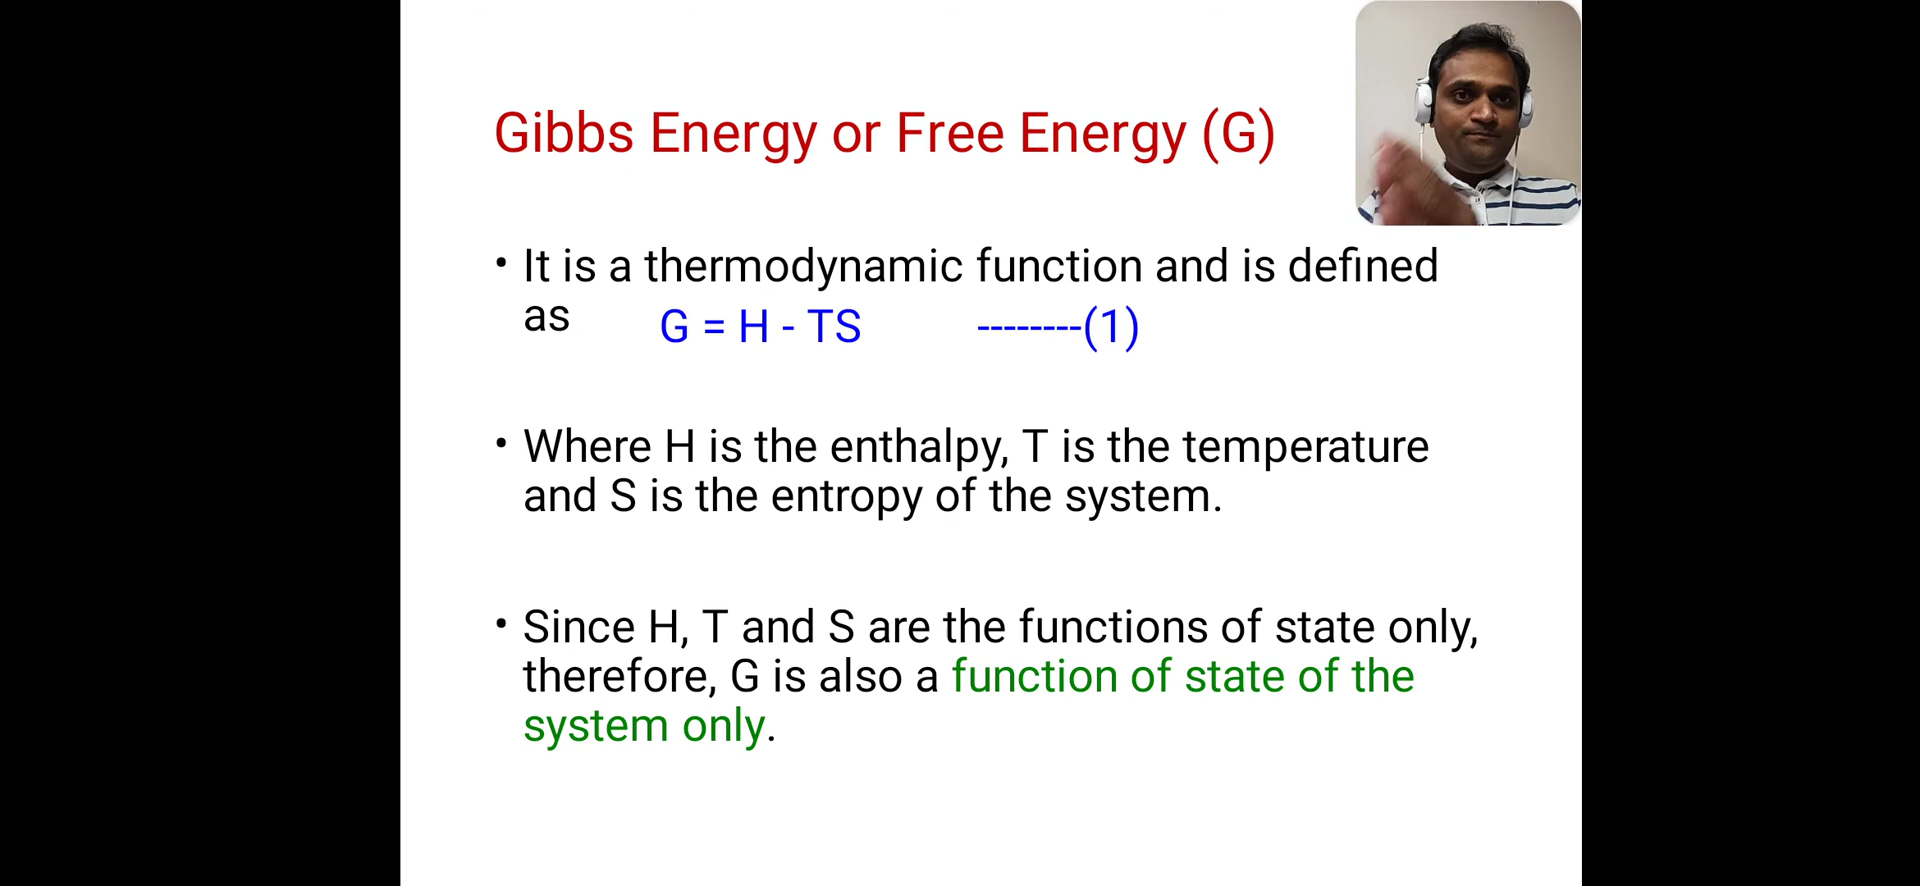 Gibbs Energy or Free Energy (G)
• It is a thermodynamic function and is defined
as G = H - TS --------(1)
• Where H is the enthalpy, T is the temperature
and S is the entropy of the system.
• Since H, T and S are the functions of state only,
therefore, G is also a function of state of the
system only.